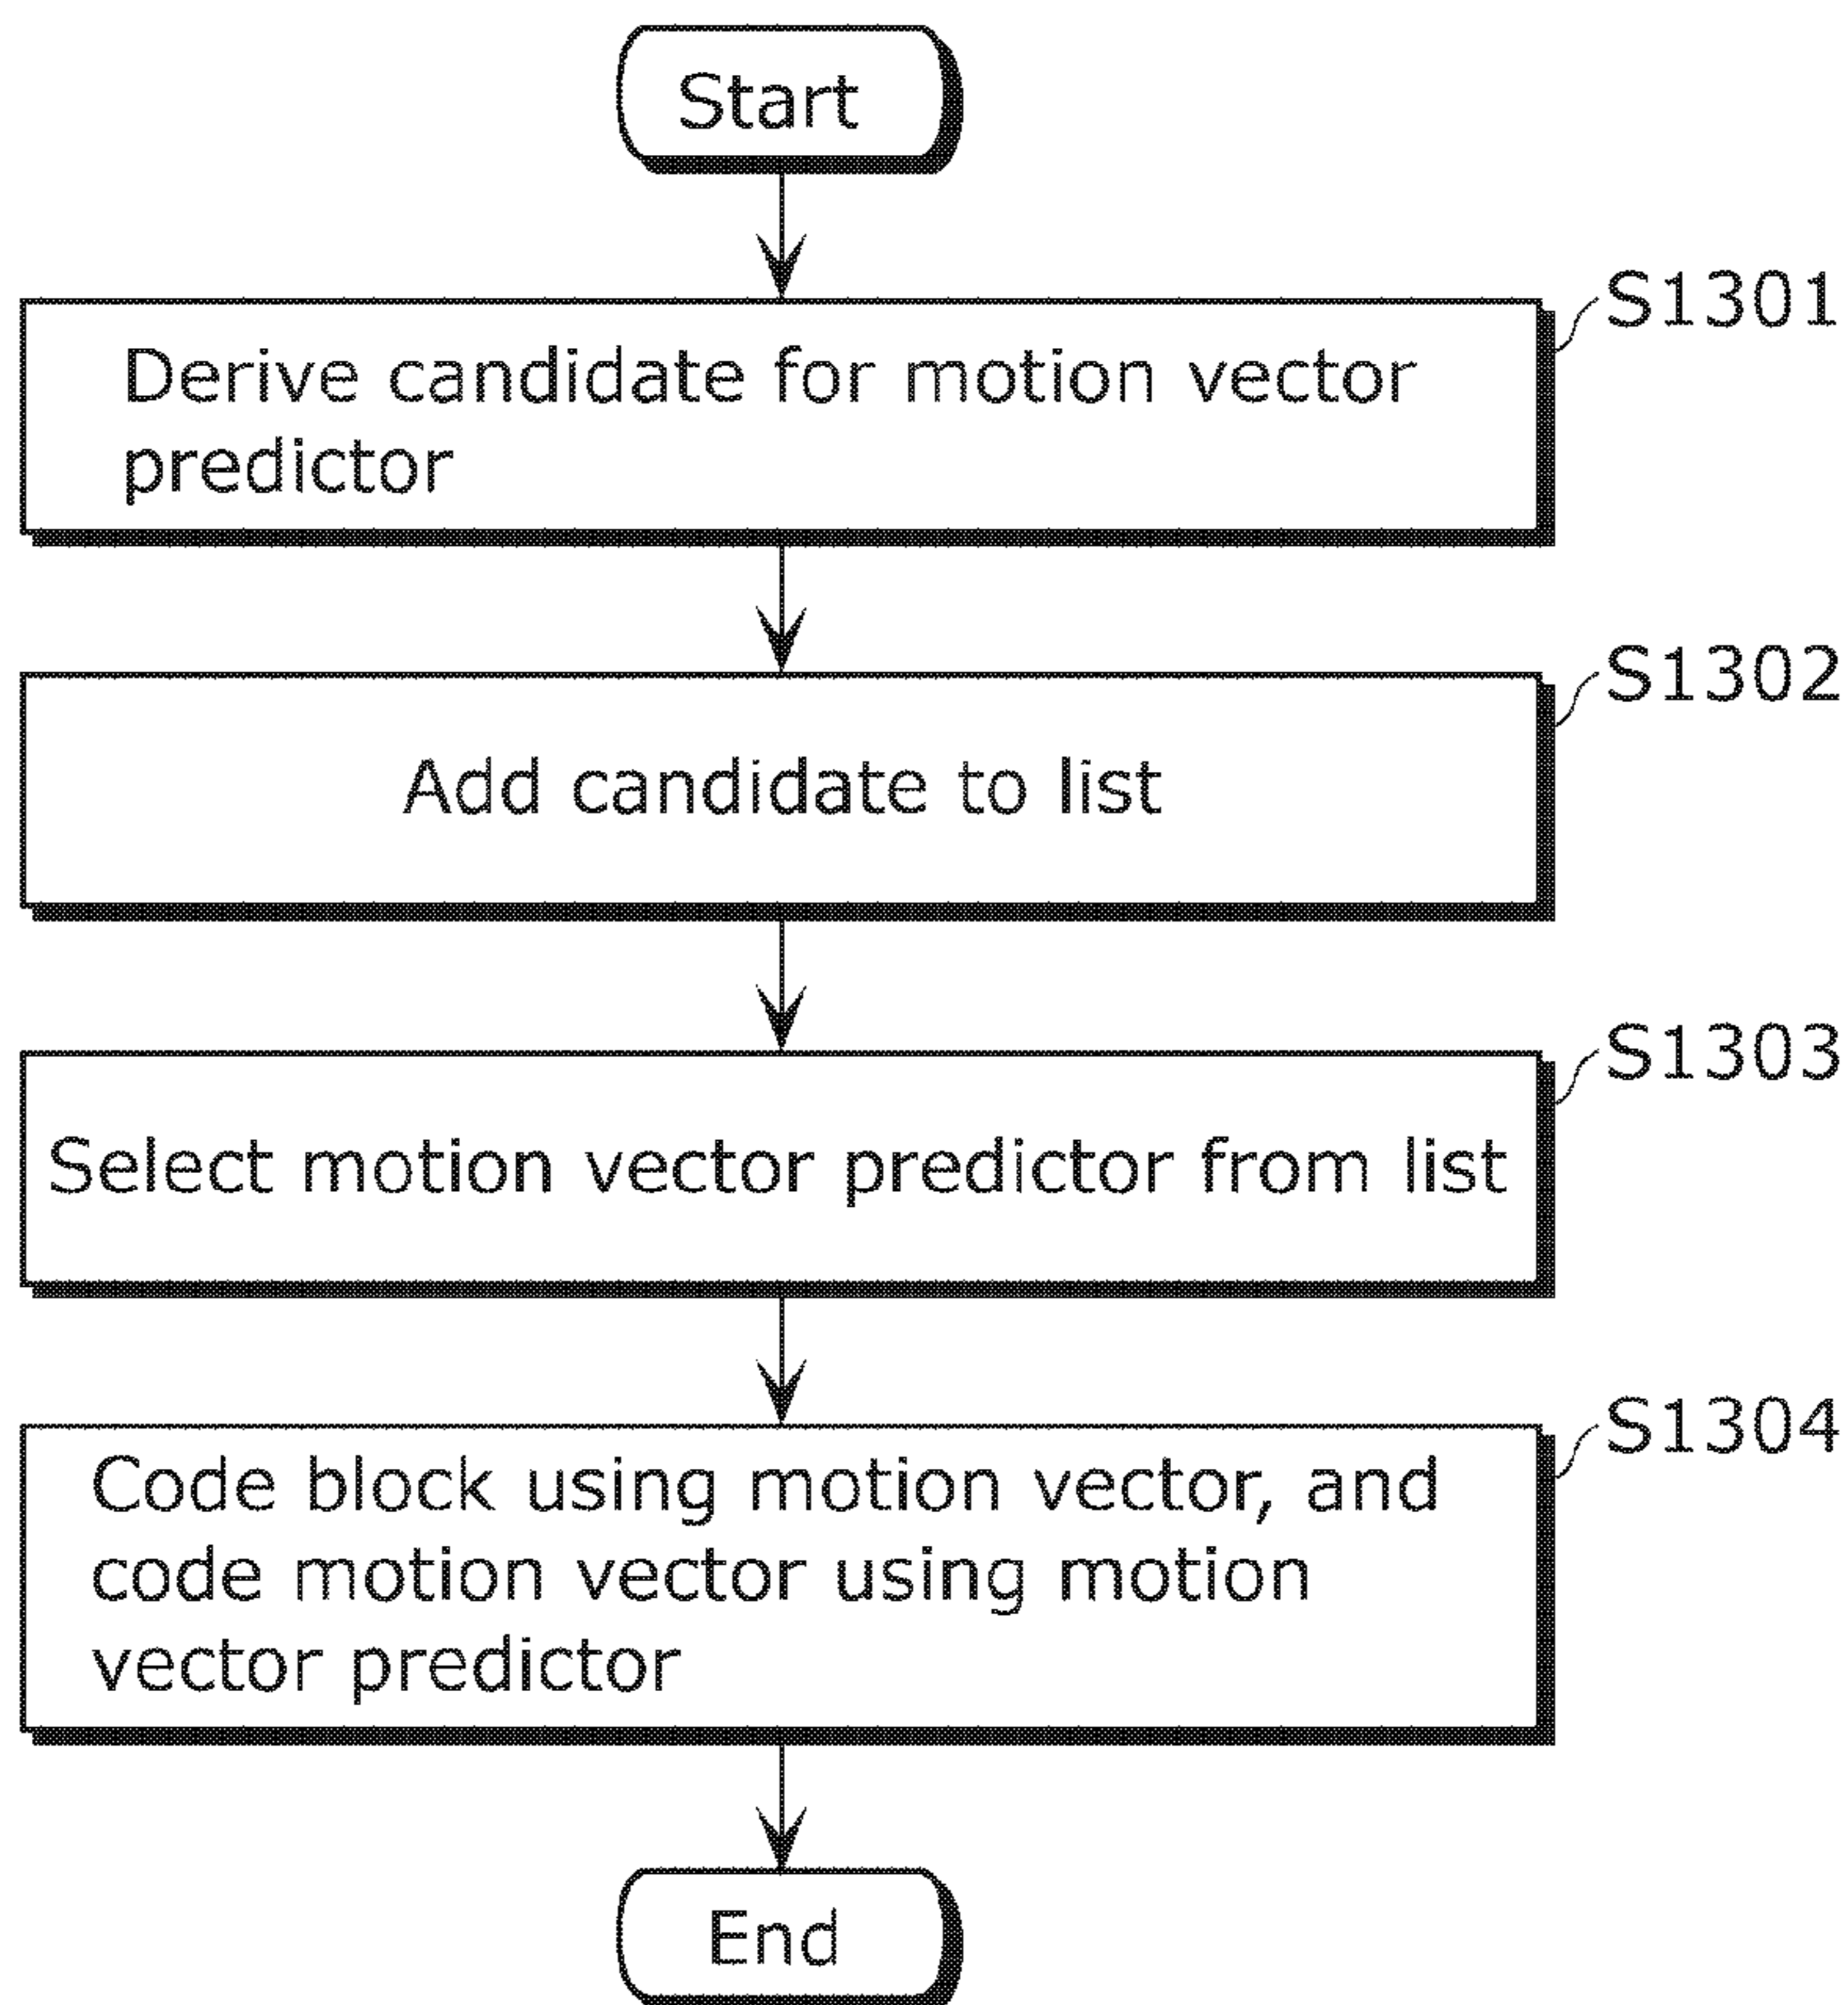 Start
S1301
Derive candidate for motion vector
predictor
S1302
Add candidate to list
S1303
Select motion vector predictor from list
S1304
Code block using motion vector, and
code motion vector using motion
vector predictor
End